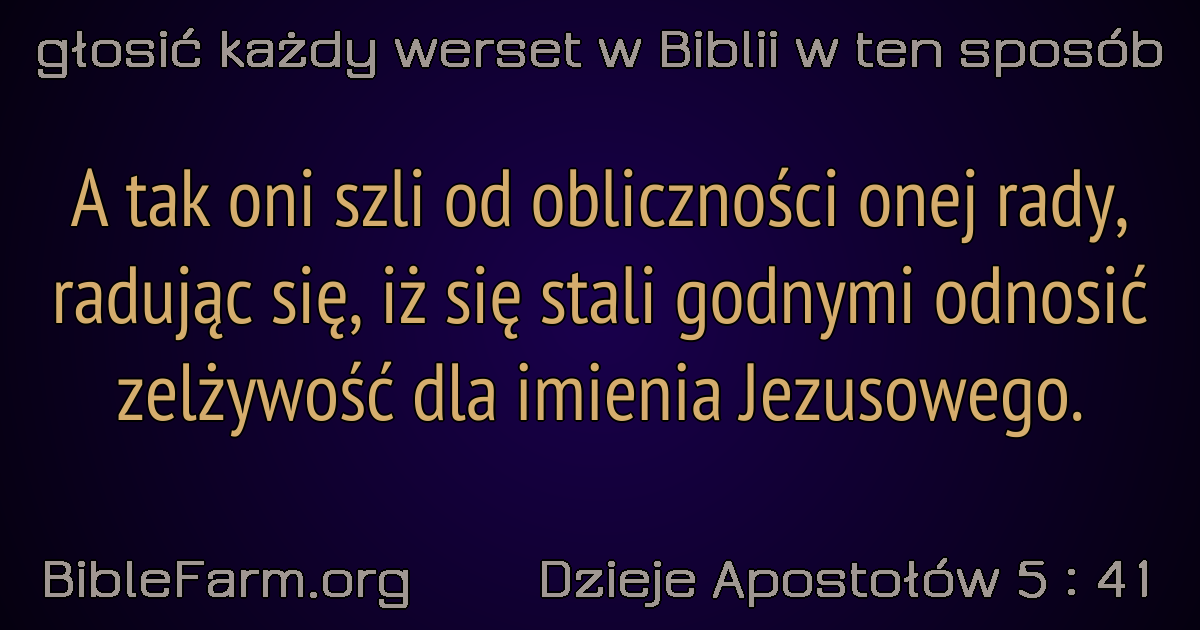 głosić każdy werset w Biblii w ten sposób
A tak oni szli od obliczności onej rady,
radując się, iż się stali godnymi odnosić
zelżywość dla imienia Jezusowego.
BibleFarm.org
Dzieje Apostołów 5 : 41